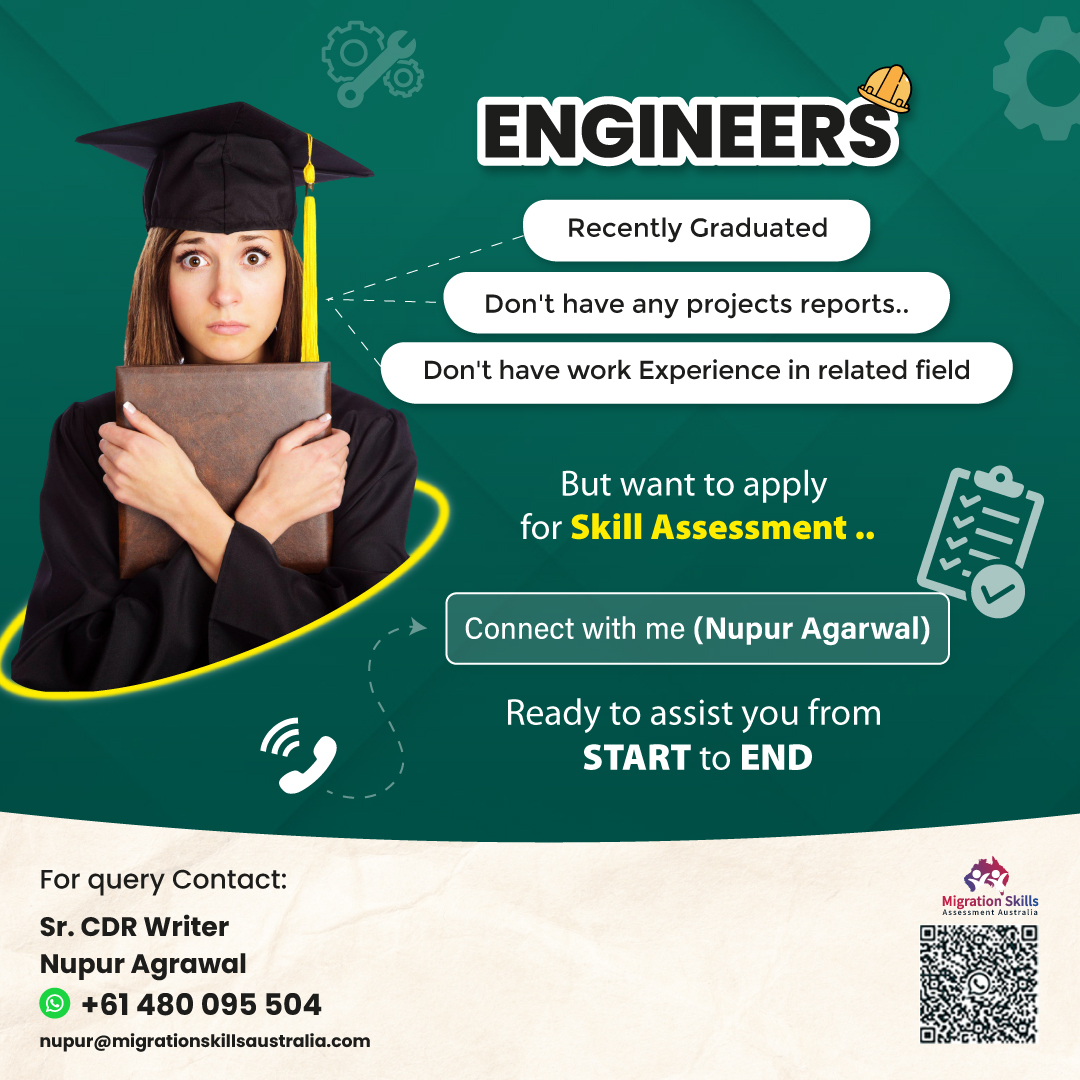 ENGINEERS
Recently Graduated
Don't have any projects reports..
Don't have work Experience in related field
But want to apply
for Skill Assessment ..
Connect with me (Nupur Agarwal)
Ready to assist you from
START to END
For query Contact:
Sr. CDR Writer
Nupur Agrawal
+61 480 095 504
nupur@migrationskillsaustralia.com
Migration Skills
Assessment Australia